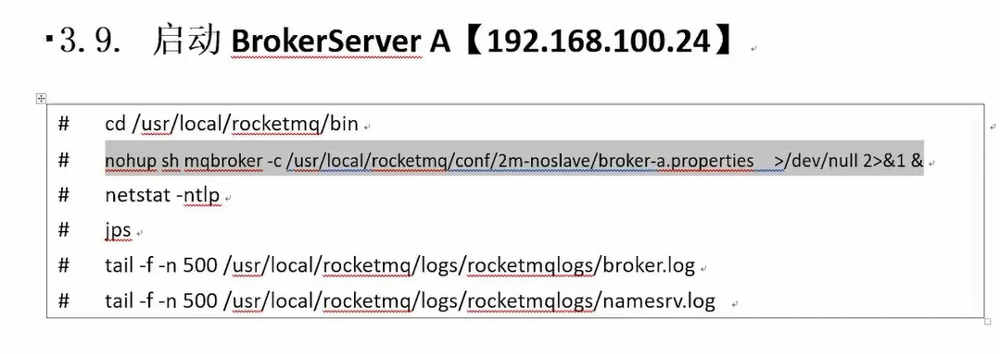 ▪3.9. 启动 BrokerServer A【192.168.100.24】
# cd /usr/local/rocketmq/bin
# nohup sh mqbroker -c /usr/local/rocketmq/conf/2m-noslave/broker-a.properties >/dev/null 2>&1 &
# netstat -ntlp
# jps
# tail -f -n 500 /usr/local/rocketmq/logs/rocketmqlogs/broker.log
# tail -f -n 500 /usr/local/rocketmq/logs/rocketmqlogs/namesrv.log